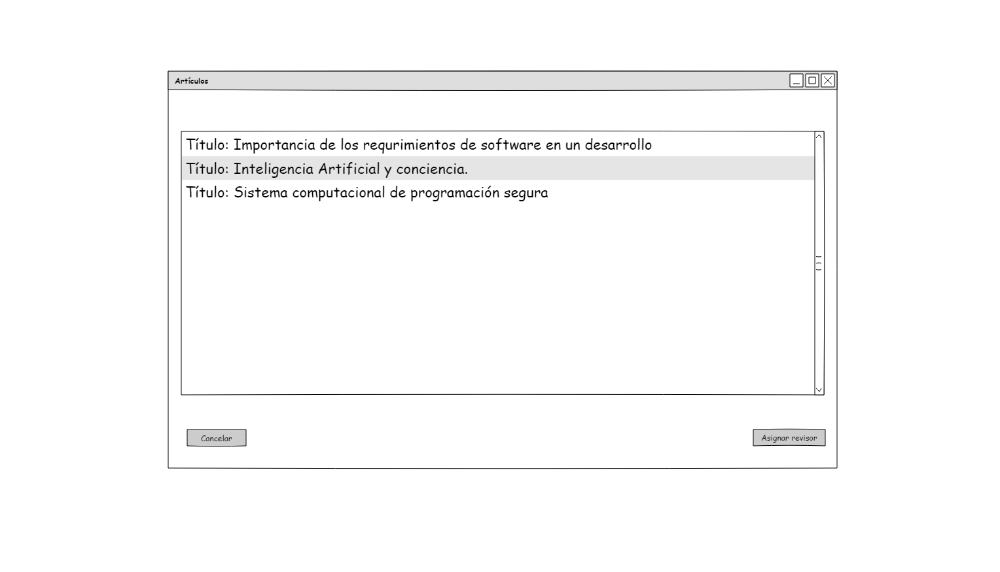 Artículos
Título: Importancia de los requrimientos de software en un desarrollo
Título: Inteligencia Artificial y conciencia.
Título: Sistema computacional de programación segura
Cancelar
Asignar revisor